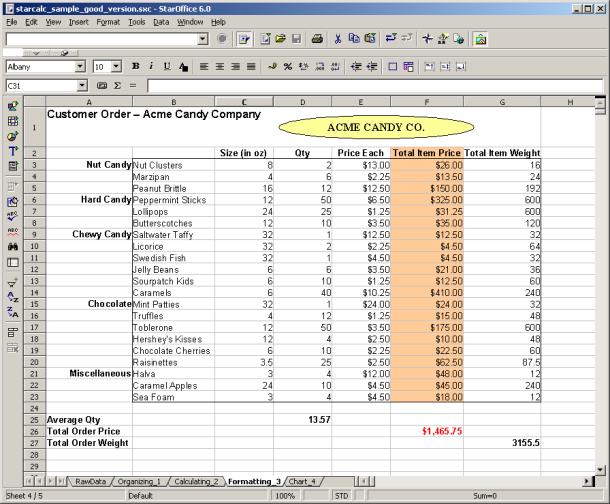 starcalc_sample_good_version.sxc - StarOffice 6.0
File Edit View Insert Format Tools Data Window Help
Albany 10 B i U A
C31 Σ =
A B C D E F G H
1 Customer Order – Acme Candy Company ACME CANDY CO.
2 Size (in oz) Qty Price Each Total Item Price Total Item Weight
3 Nut Candy Nut Clusters 8 2 $13.00 $26.00 16
4 Marzipan 4 6 $2.25 $13.50 24
5 Peanut Brittle 16 12 $12.50 $150.00 192
6 Hard Candy Peppermint Sticks 12 50 $6.50 $325.00 600
7 Lollipops 24 25 $1.25 $31.25 600
8 Butterscotches 12 10 $3.50 $35.00 120
9 Chewy Candy Saltwater Taffy 32 1 $12.50 $12.50 32
10 Licorice 32 2 $2.25 $4.50 64
11 Swedish Fish 32 1 $4.50 $4.50 32
12 Jelly Beans 6 6 $3.50 $21.00 36
13 Sourpatch Kids 6 10 $1.25 $12.50 60
14 Caramels 6 40 $10.25 $410.00 240
15 Chocolate Mint Patties 32 1 $24.00 $24.00 32
16 Truffles 4 12 $1.25 $15.00 48
17 Toblerone 12 50 $3.50 $175.00 600
18 Hershey's Kisses 12 4 $2.50 $10.00 48
19 Chocolate Cherries 6 10 $2.25 $22.50 60
20 Raisinettes 3.5 25 $2.50 $62.50 87.5
21 Miscellaneous Halva 3 4 $12.00 $48.00 12
22 Caramel Apples 24 10 $4.50 $45.00 240
23 Sea Foam 3 4 $4.50 $18.00 12
24
25 Average Qty 13.57
26 Total Order Price $1,465.75
27 Total Order Weight 3155.5
28
29
RawData Organizing_1 Calculating_2 Formatting_3 Chart_4
Sheet 4 / 5 Default 100% STD Sum=0